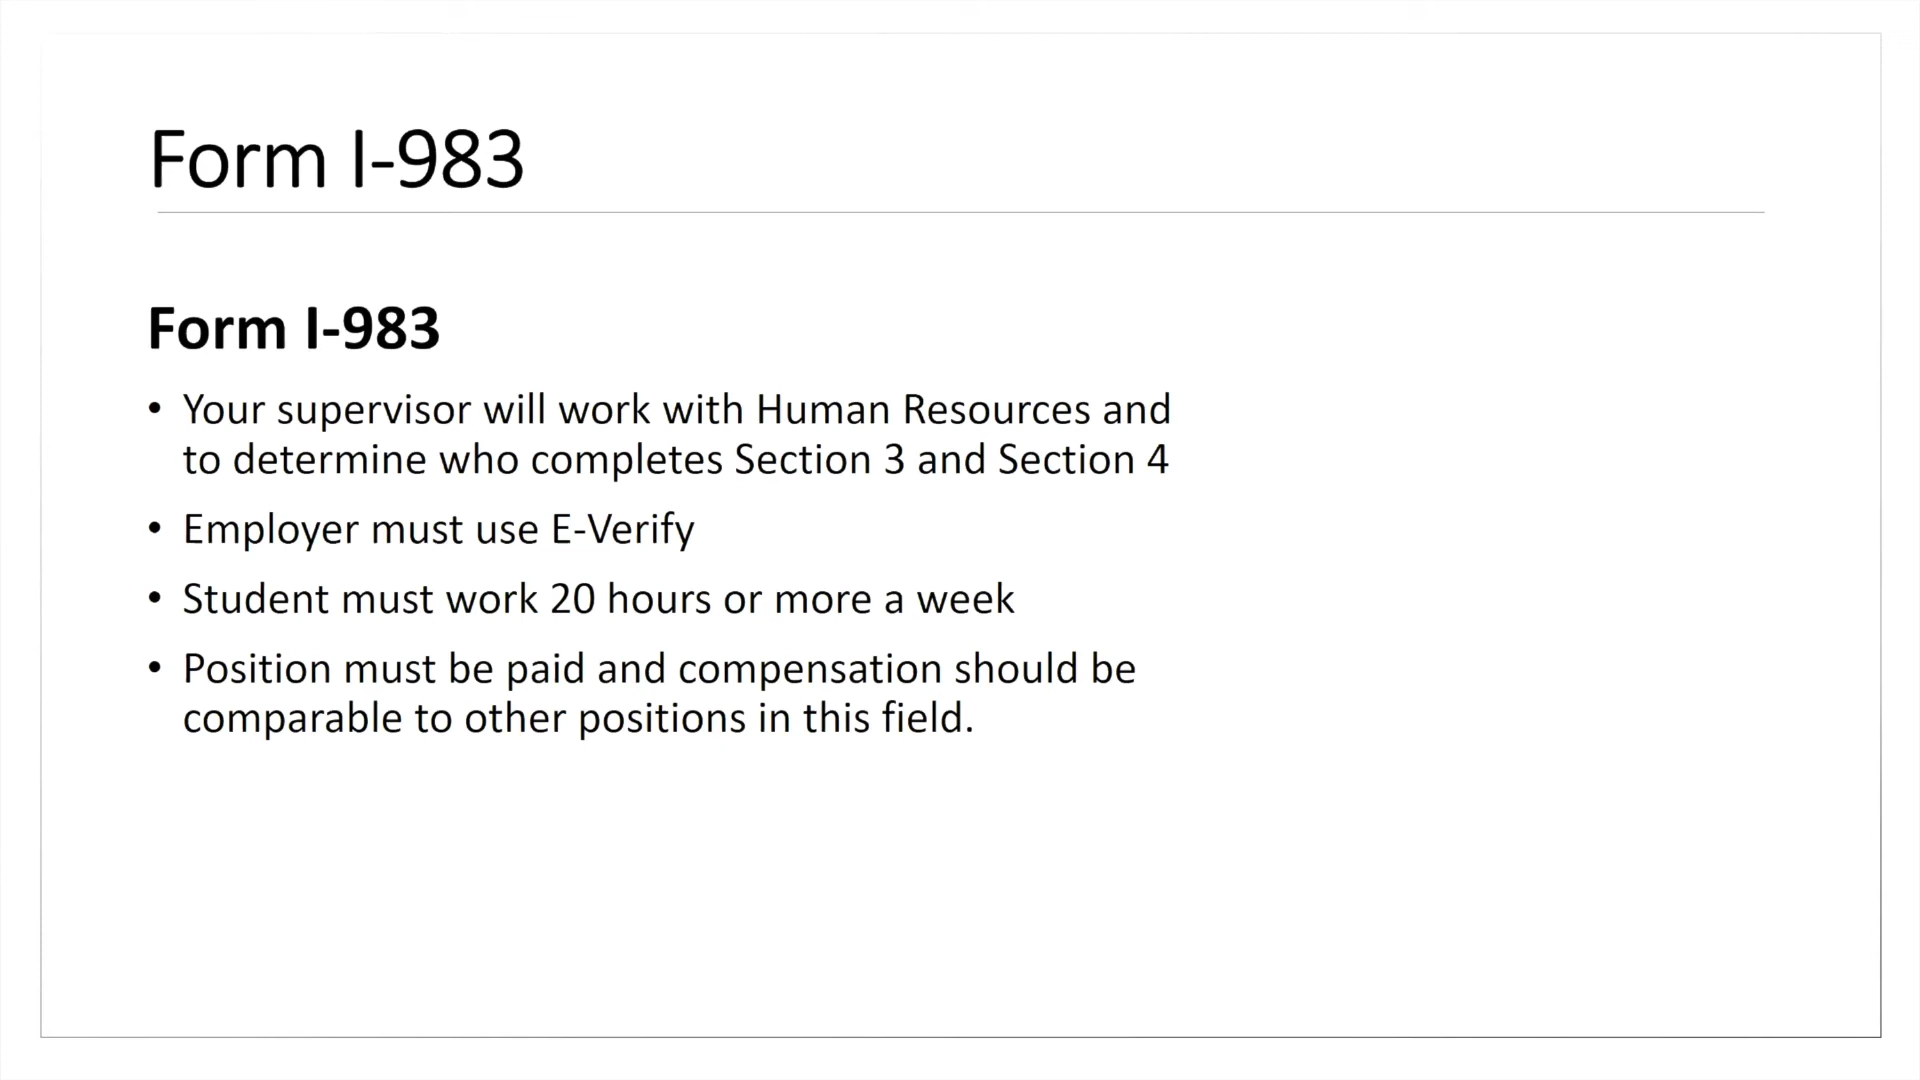 Form I-983
Form I-983
• Your supervisor will work with Human Resources and
to determine who completes Section 3 and Section 4
• Employer must use E-Verify
• Student must work 20 hours or more a week
• Position must be paid and compensation should be
comparable to other positions in this field.